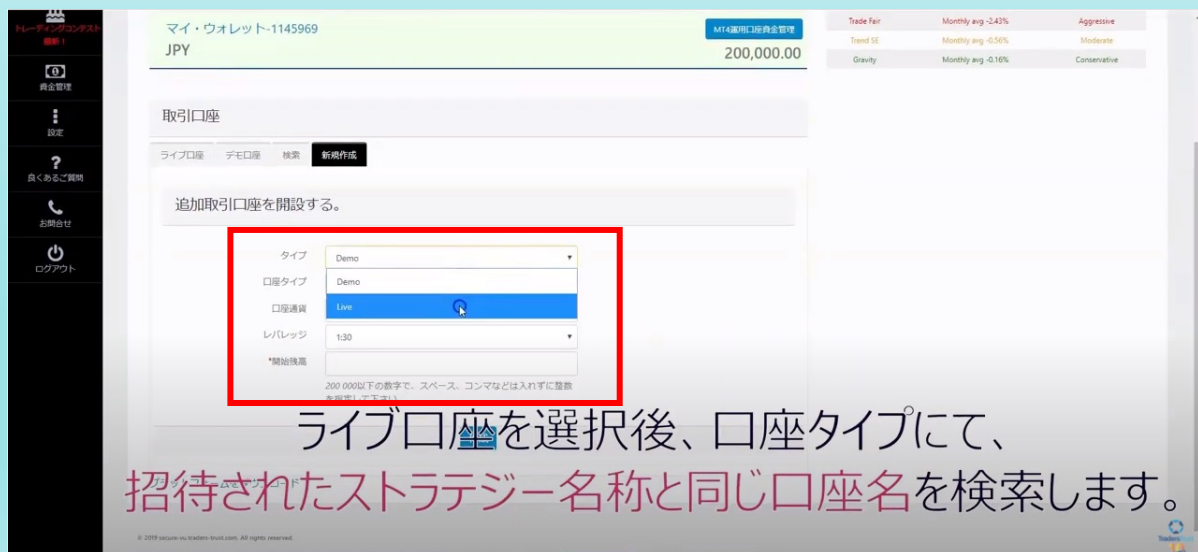 トレーディングコンテスト
最新！
資金管理
設定
良くあるご質問
お問合せ
ログアウト
マイ・ウォレット-1145969
JPY
MT4運用口座資金管理
200,000.00
Trade Fair Monthly avg -2.43% Aggressive
Trend SE Monthly avg -0.56% Moderate
Gravity Monthly avg -0.16% Conservative
取引口座
ライブ口座 デモ口座 検索 新規作成
追加取引口座を開設する。
タイプ Demo
口座タイプ Demo
口座通貨 Live
レバレッジ 1:30
*開始残高
200 000以下の数字で、スペース、コンマなどは入れずに整数
を指定して下さい
ライブ口座を選択後、口座タイプにて、
招待されたストラテジー名称と同じ口座名を検索します。
© 2019 secure-vu.traders-trust.com. All rights reserved.